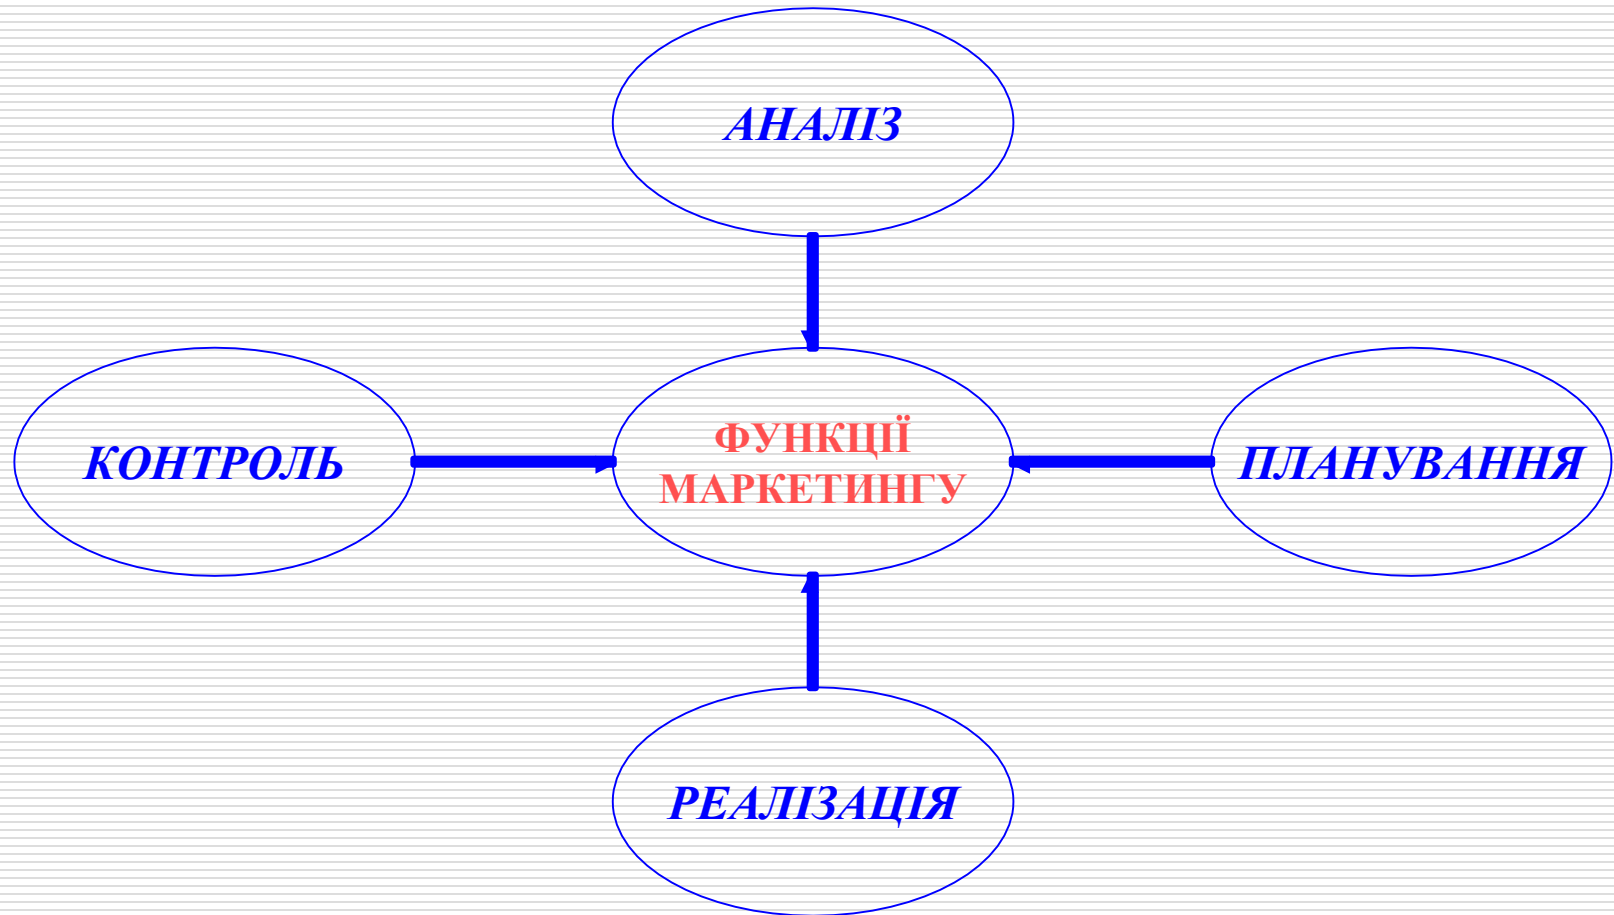 АНАЛІЗ
КОНТРОЛЬ
ФУНКЦІЇ
МАРКЕТИНГУ
ПЛАНУВАННЯ
РЕАЛІЗАЦІЯ